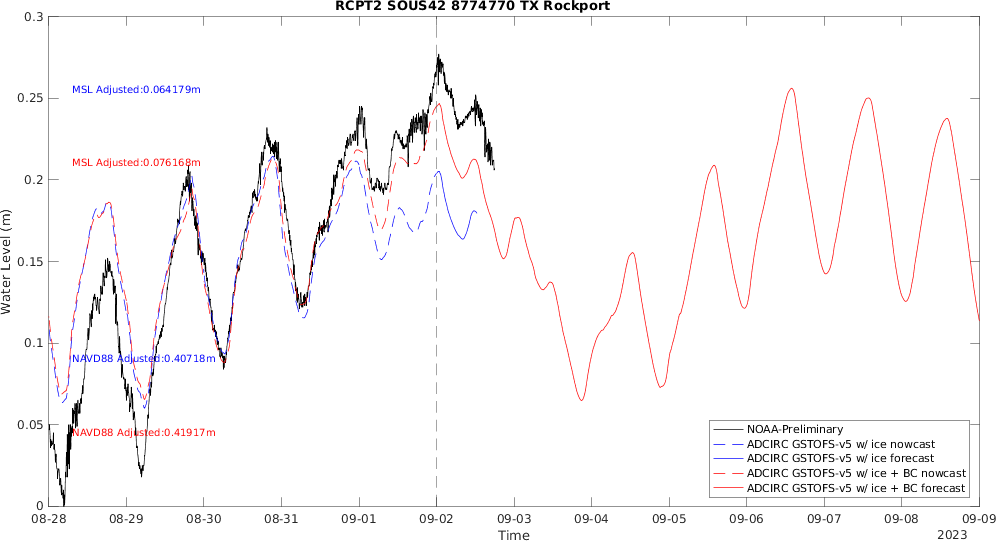 RCPT2 SOUS42 8774770 TX Rockport
0.3
0.25
0.2
0.15
0.1
0.05
0
Water Level (m)
MSL Adjusted:0.064179m
MSL Adjusted:0.076168m
NAVD88 Adjusted:0.40718m
NAVD88 Adjusted:0.41917m
NOAA-Preliminary
ADCIRC GSTOFS-v5 w/ ice nowcast
ADCIRC GSTOFS-v5 w/ ice forecast
ADCIRC GSTOFS-v5 w/ ice + BC nowcast
ADCIRC GSTOFS-v5 w/ ice + BC forecast
08-28 08-29 08-30 08-31 09-01 09-02 09-03 09-04 09-05 09-06 09-07 09-08 09-09
Time
2023